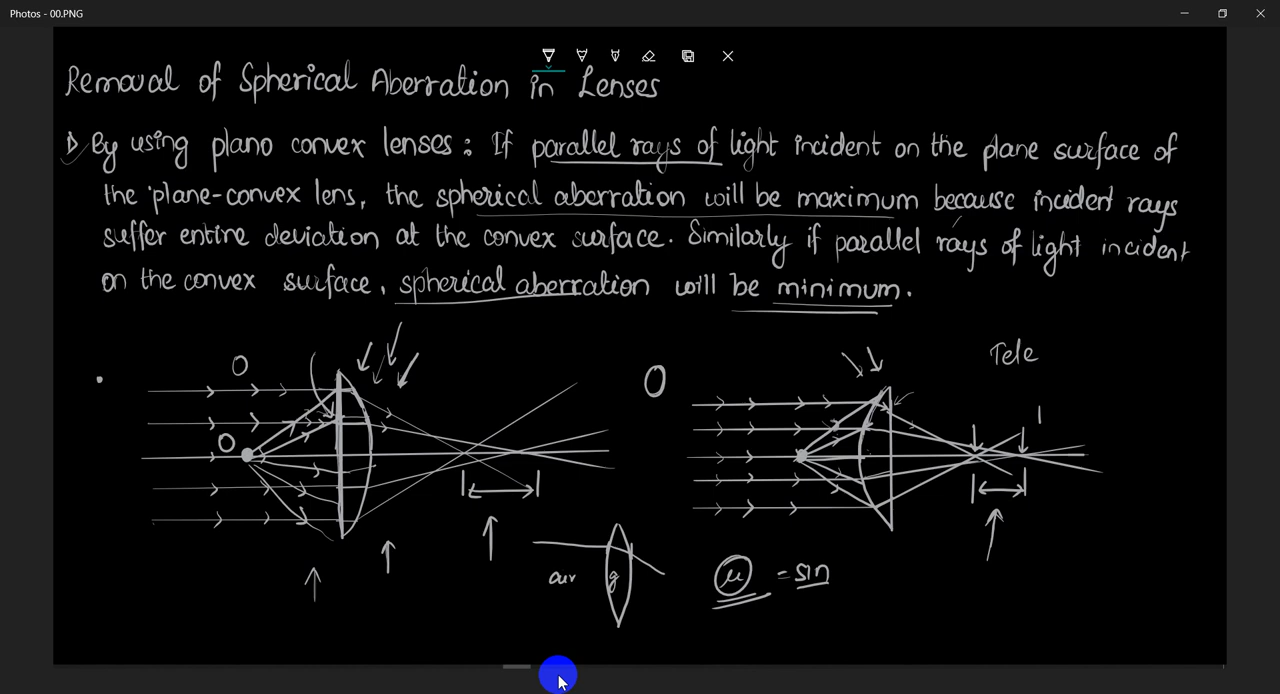 Photos - 00.PNG
Removal of Spherical Aberration in Lenses
1) By using plano convex lenses: If parallel rays of light incident on the plane surface of
the plane-convex lens, the spherical aberration will be maximum because incident rays
suffer entire deviation at the convex surface. Similarly if parallel rays of light incident
on the convex surface, spherical aberration will be minimum.
O
O
Tele
O
air
g
μ = sin